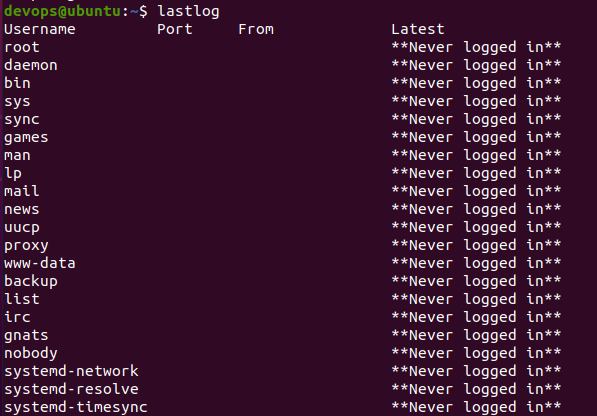 devops@ubuntu:~$ lastlog
Username         Port     From             Latest
root                                       **Never logged in**
daemon                                     **Never logged in**
bin                                        **Never logged in**
sys                                        **Never logged in**
sync                                       **Never logged in**
games                                      **Never logged in**
man                                        **Never logged in**
lp                                         **Never logged in**
mail                                       **Never logged in**
news                                       **Never logged in**
uucp                                       **Never logged in**
proxy                                      **Never logged in**
www-data                                   **Never logged in**
backup                                     **Never logged in**
list                                       **Never logged in**
irc                                        **Never logged in**
gnats                                      **Never logged in**
nobody                                     **Never logged in**
systemd-network                            **Never logged in**
systemd-resolve                            **Never logged in**
systemd-timesync                           **Never logged in**